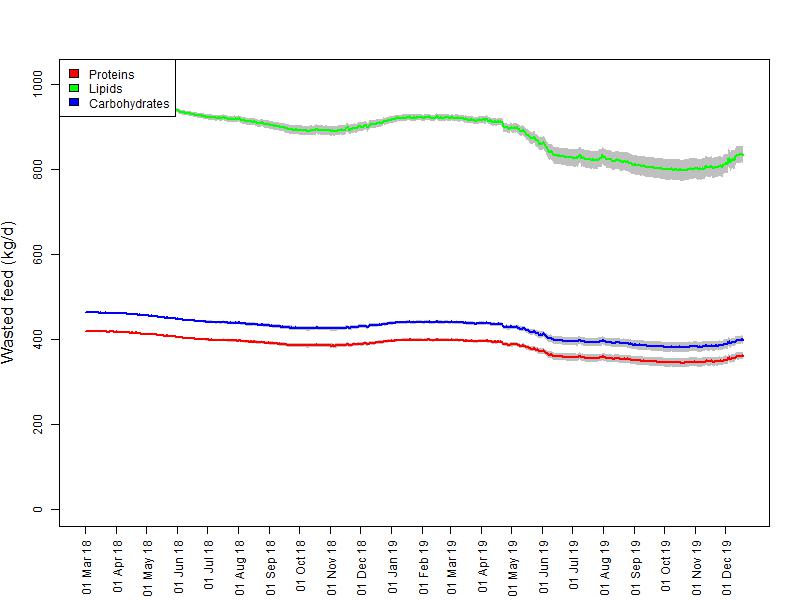 Proteins
Lipids
Carbohydrates
Wasted feed (kg/d)
1000
800
600
400
200
0
01 Mar 18
01 Apr 18
01 May 18
01 Jun 18
01 Jul 18
01 Aug 18
01 Sep 18
01 Oct 18
01 Nov 18
01 Dec 18
01 Jan 19
01 Feb 19
01 Mar 19
01 Apr 19
01 May 19
01 Jun 19
01 Jul 19
01 Aug 19
01 Sep 19
01 Oct 19
01 Nov 19
01 Dec 19